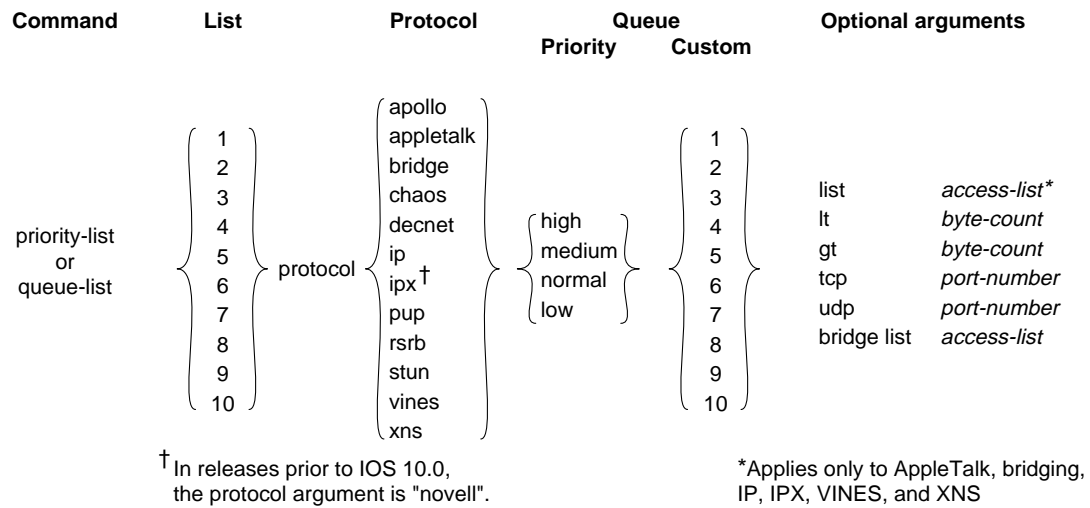 Command List Protocol Queue Optional arguments
Priority Custom
priority-list
or
queue-list
1
2
3
4
5
6
7
8
9
10
protocol
apollo
appletalk
bridge
chaos
decnet
ip
ipx†
pup
rsrb
stun
vines
xns
high
medium
normal
low
1
2
3
4
5
6
7
8
9
10
list access-list*
lt byte-count
gt byte-count
tcp port-number
udp port-number
bridge list access-list
†In releases prior to IOS 10.0,
the protocol argument is "novell".
*Applies only to AppleTalk, bridging,
IP, IPX, VINES, and XNS